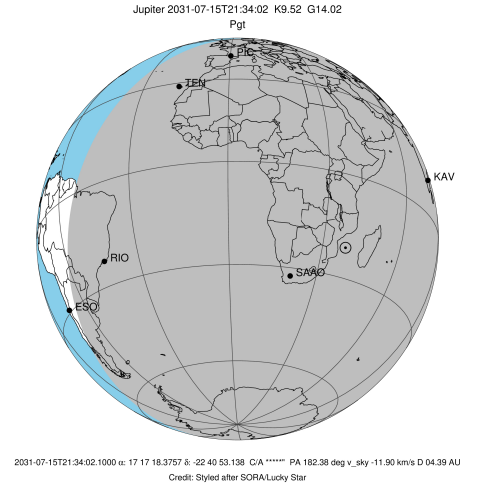 Jupiter 2031-07-15T21:34:02 K9.52 G14.02
Pgt
PIC
TEN
KAV
RIO
SAAO
ESO
2031-07-15T21:34:02.1000 α: 17 17 18.3757 δ: -22 40 53.138 C/A *****" PA 182.38 deg v_sky -11.90 km/s D 04.39 AU
Credit: Styled after SORA/Lucky Star